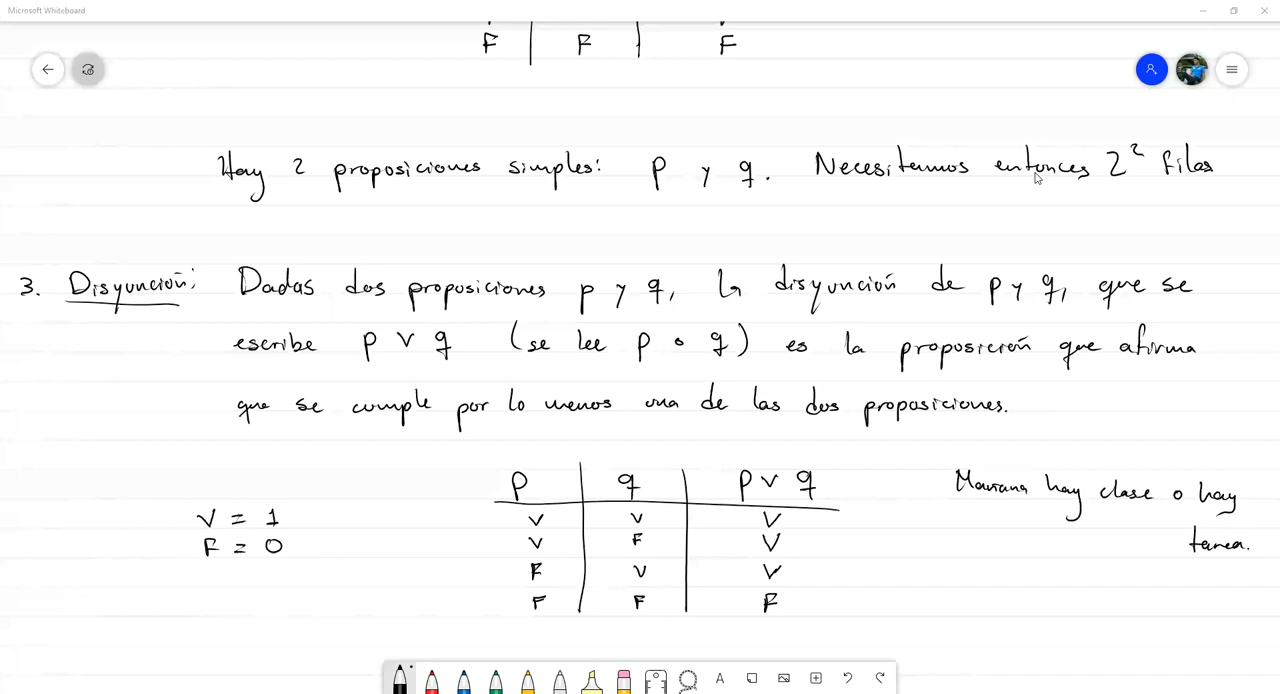 Microsoft Whiteboard
F | F | F
Hay 2 proposiciones simples: p y q. Necesitamos entonces 2² filas
3. Disyunción: Dadas dos proposiciones p y q, la disyunción de p y q, que se
escribe p ∨ q (se lee p o q) es la proposición que afirma
que se cumple por lo menos una de las dos proposiciones.
p | q | p ∨ q
V | V | V
V | F | V
F | V | V
F | F | F
V = 1
F = 0
Mañana hay clase o hay
tarea.
A